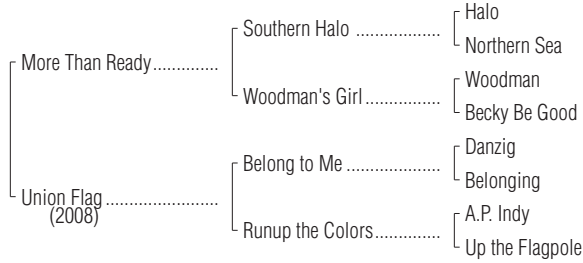 Halo
Southern Halo ..................
Northern Sea
More Than Ready..............
Woodman
Woodman's Girl................
Becky Be Good
Danzig
Belong to Me ....................
Belonging
Union Flag ........................
(2008)
A.P. Indy
Runup the Colors..............
Up the Flagpole